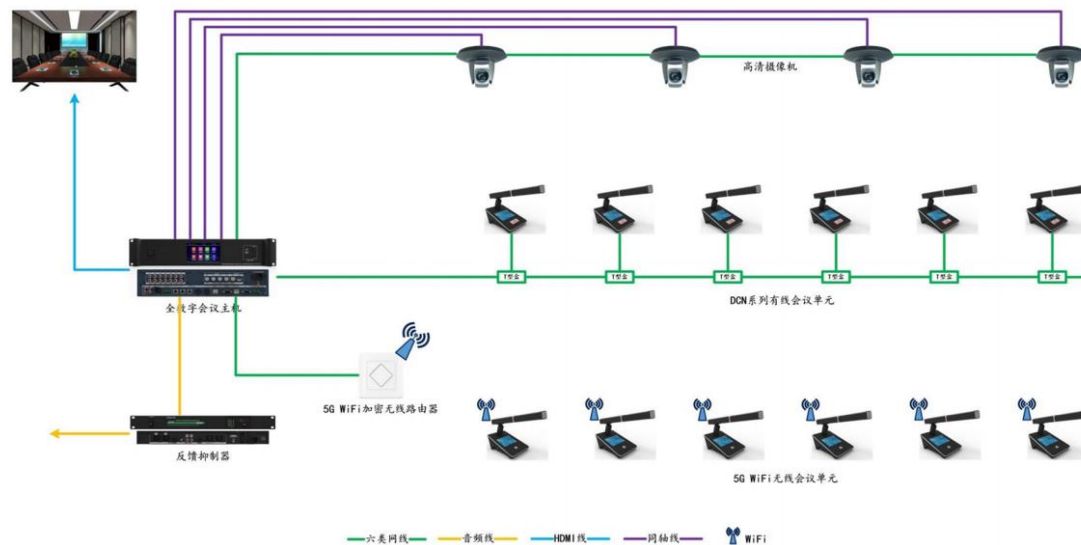 高清摄像机
T型盒 T型盒 T型盒 T型盒 T型盒 T型盒
全数字会议主机
DCN系列有线会议单元
5G WiFi加密无线路由器
反馈抑制器
5G WiFi无线会议单元
六类网线 音频线 HDMI线 同轴线 WiFi